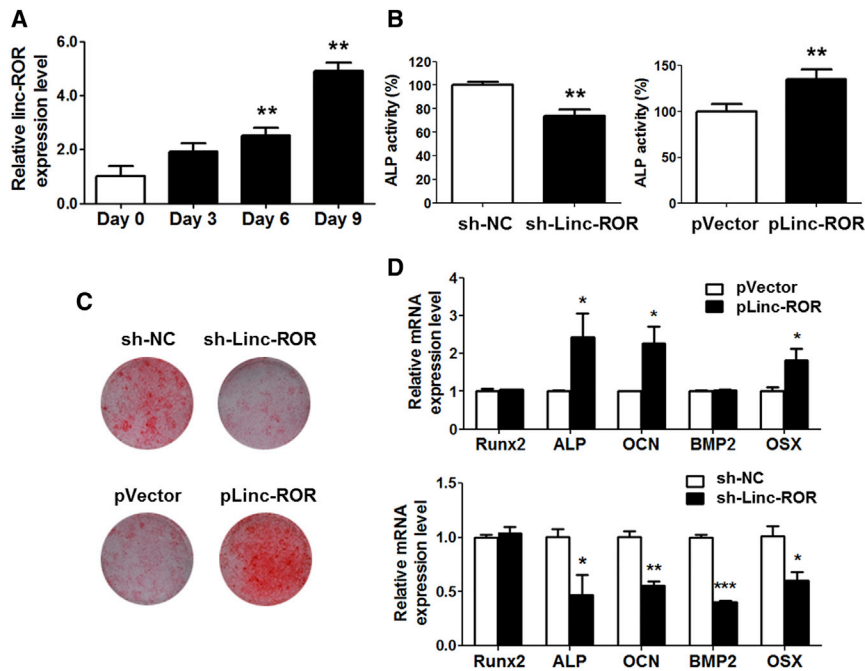 A
Relative linc-ROR
expression level
6.0
4.0
2.0
0.0
**
**
Day 0 Day 3 Day 6 Day 9
B
ALP activity (%)
120
100
80
60
40
20
0
**
sh-NC sh-Linc-ROR
ALP activity (%)
150
100
50
0
**
pVector pLinc-ROR
C
sh-NC sh-Linc-ROR
pVector pLinc-ROR
D
Relative mRNA
expression level
4
3
2
1
0
pVector
pLinc-ROR
* * *
Runx2 ALP OCN BMP2 OSX
Relative mRNA
expression level
1.5
1.0
0.5
0.0
sh-NC
sh-Linc-ROR
* ** *** *
Runx2 ALP OCN BMP2 OSX